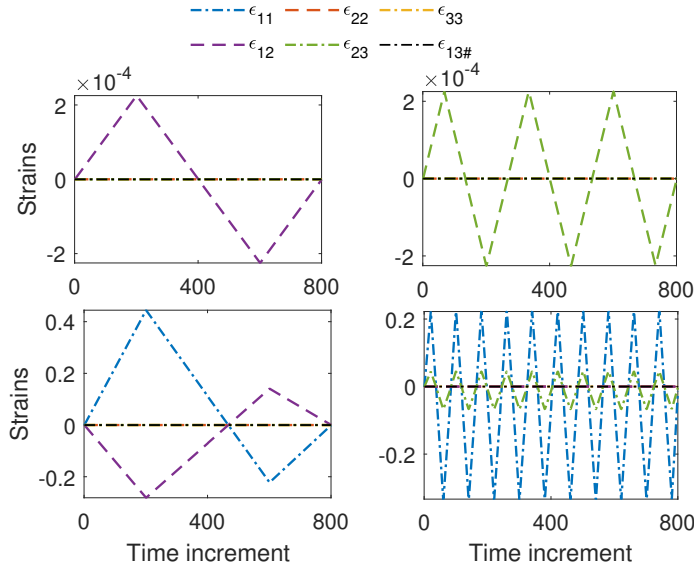 ϵ11 ϵ22 ϵ33
ϵ12 ϵ23 ϵ13#
×10-4
2
0
-2
Strains
0 400 800
×10-4
2
0
-2
0 400 800
0.4
0.2
0
-0.2
Strains
0 400 800
Time increment
0.2
0
-0.2
0 400 800
Time increment